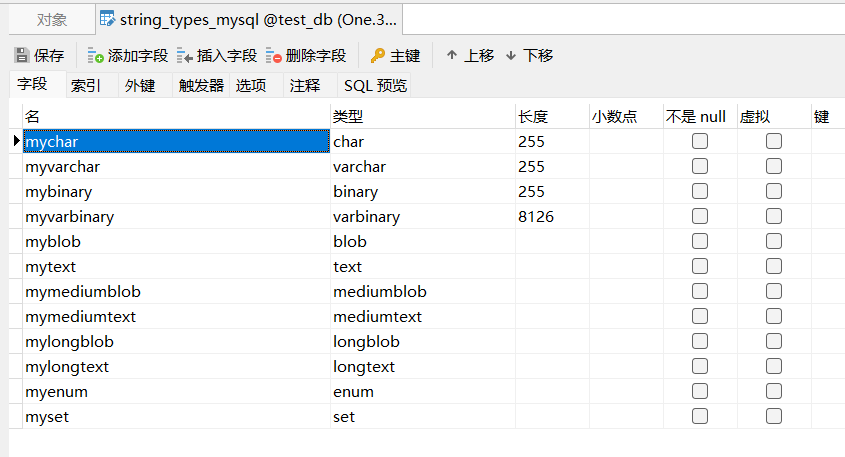 对象 string_types_mysql @test_db (One.3...
保存 添加字段 插入字段 删除字段 主键 上移 下移
字段 索引 外键 触发器 选项 注释 SQL 预览
名 类型 长度 小数点 不是 null 虚拟 键
mychar char 255
myvarchar varchar 255
mybinary binary 255
myvarbinary varbinary 8126
myblob blob
mytext text
mymediumblob mediumblob
mymediumtext mediumtext
mylongblob longblob
mylongtext longtext
myenum enum
myset set